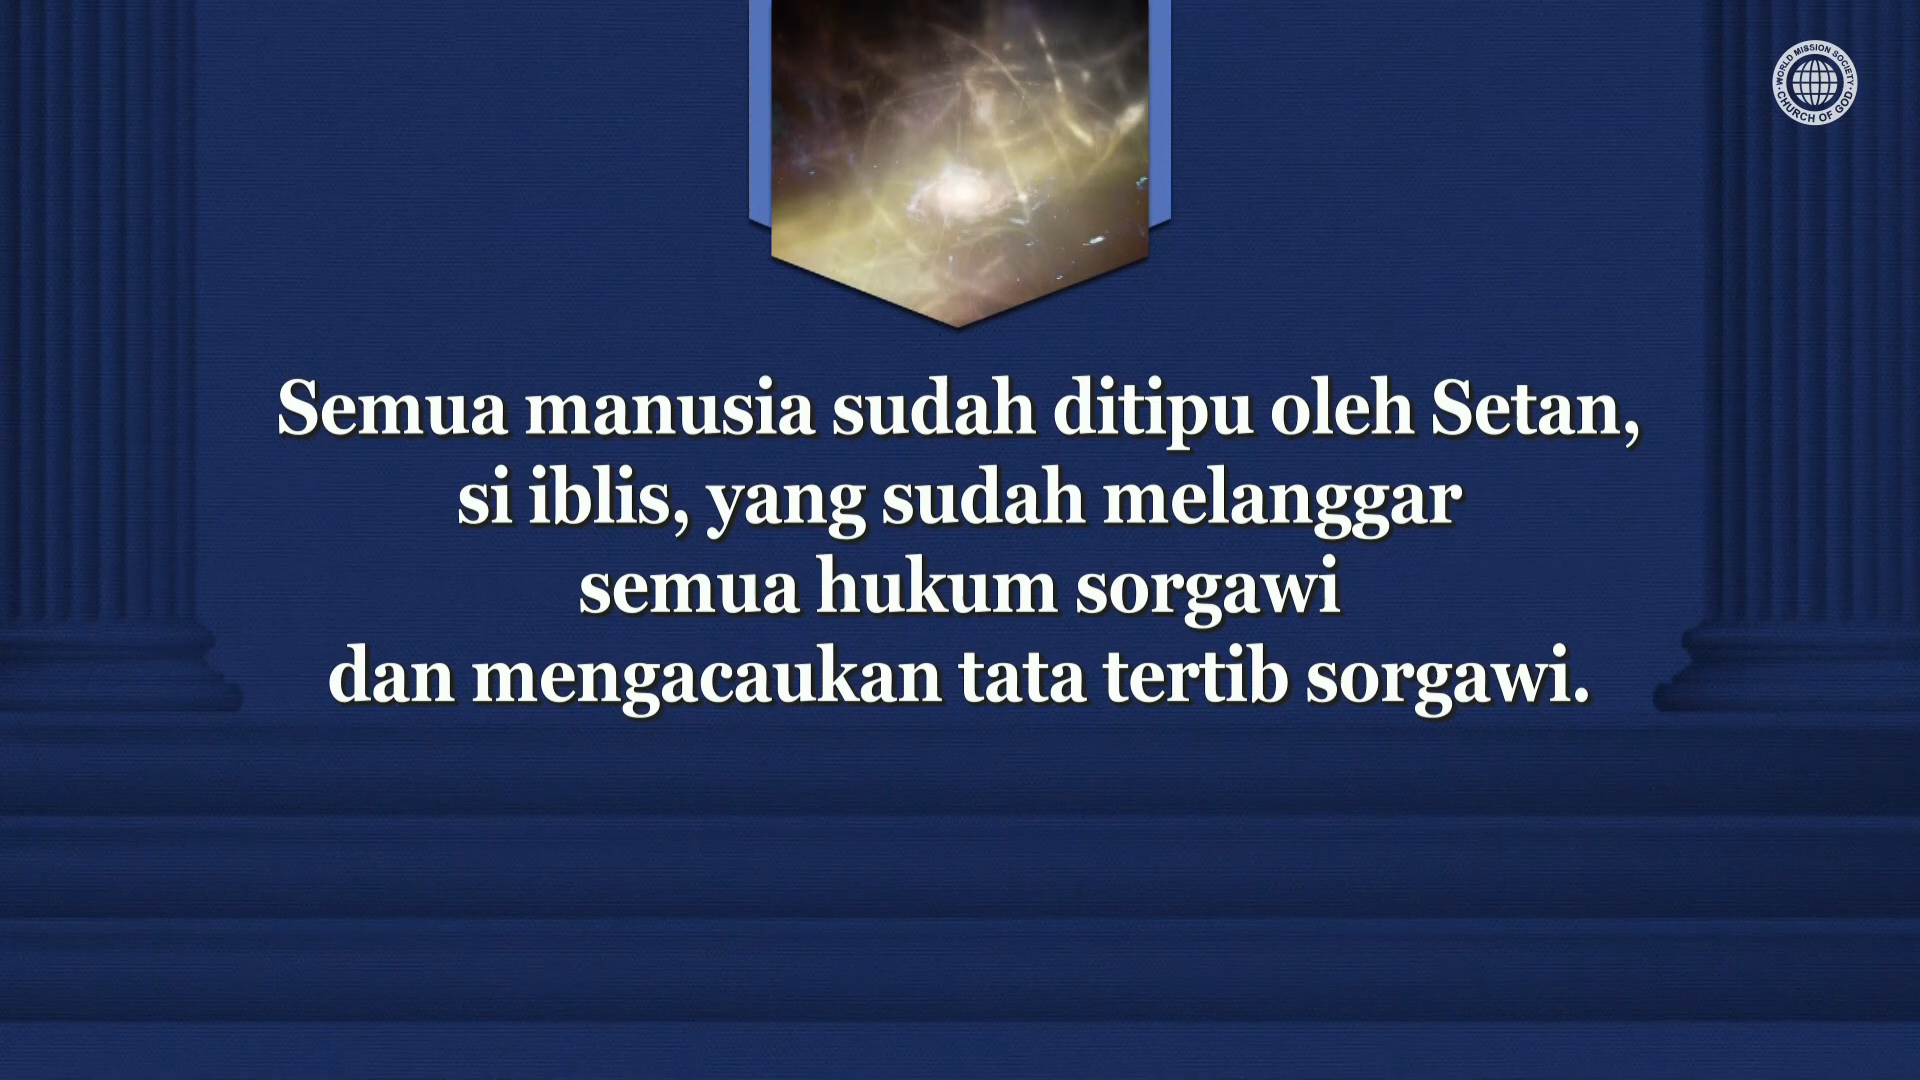 WORLD MISSION SOCIETY
CHURCH OF GOD
Semua manusia sudah ditipu oleh Setan,
si iblis, yang sudah melanggar
semua hukum sorgawi
dan mengacaukan tata tertib sorgawi.